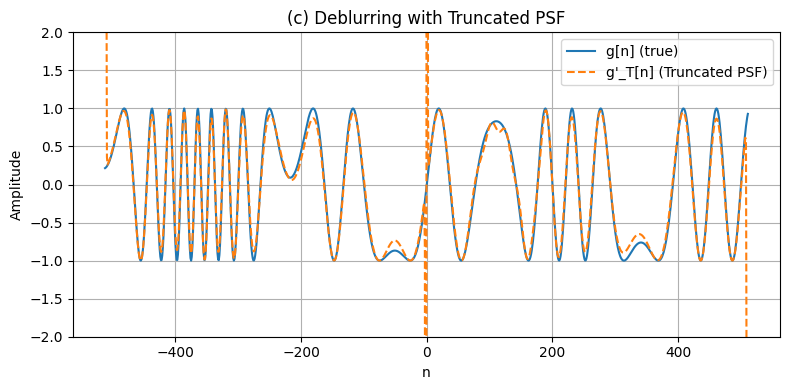 (c) Deblurring with Truncated PSF
g[n] (true)
g'_T[n] (Truncated PSF)
Amplitude
2.0
1.5
1.0
0.5
0.0
−0.5
−1.0
−1.5
−2.0
−400
−200
0
200
400
n